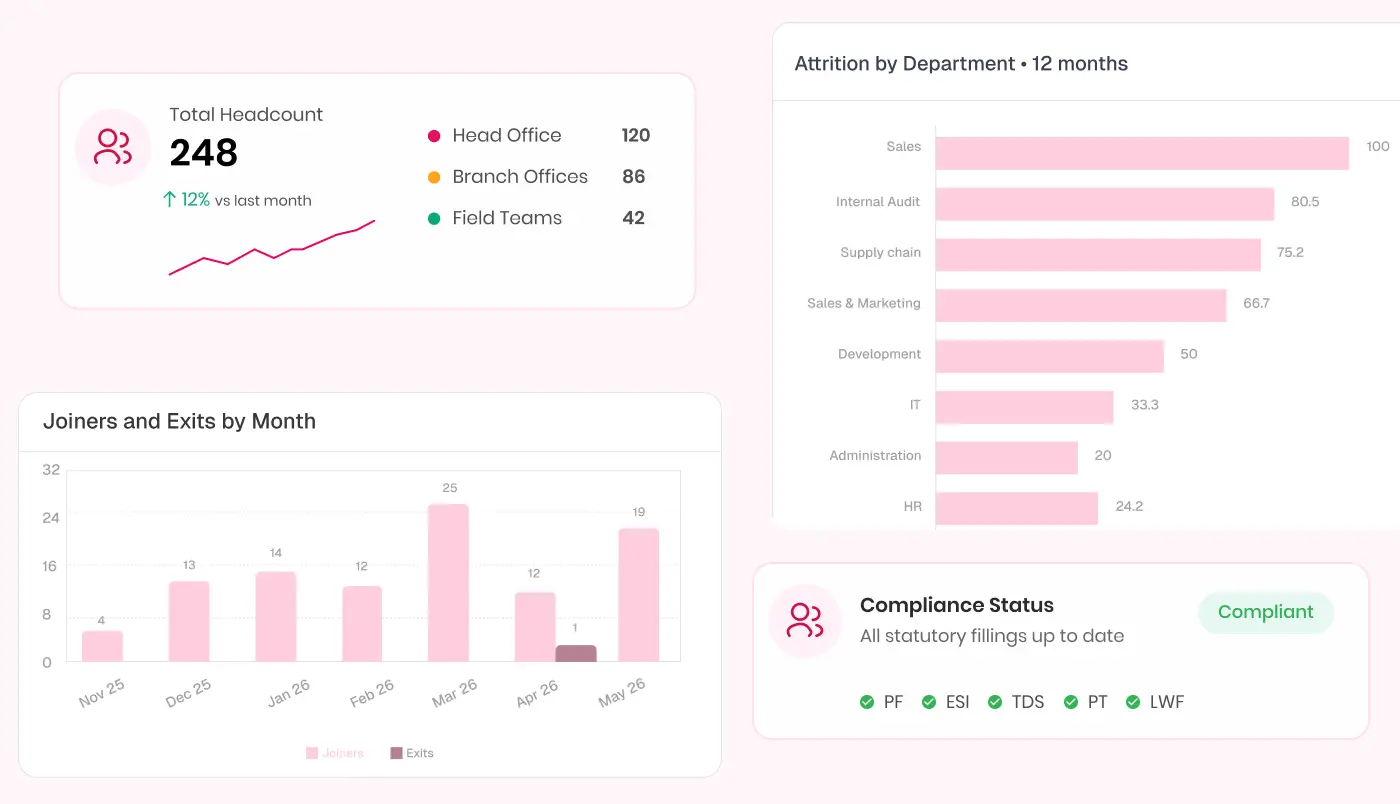 Total Headcount
248
↑ 12% vs last month
Head Office 120
Branch Offices 86
Field Teams 42
Attrition by Department • 12 months
Sales 100
Internal Audit 80.5
Supply chain 75.2
Sales & Marketing 66.7
Development 50
IT 33.3
Administration 20
HR 24.2
Joiners and Exits by Month
32
24
16
8
0
4
13
14
12
25
12
1
19
Nov 25
Dec 25
Jan 26
Feb 26
Mar 26
Apr 26
May 26
Joiners Exits
Compliance Status
Compliant
All statutory fillings up to date
PF ESI TDS PT LWF